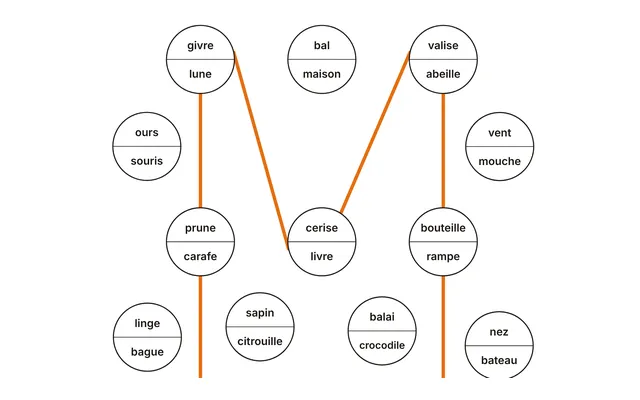 givre
lune
bal
maison
valise
abeille
ours
souris
vent
mouche
prune
carafe
cerise
livre
bouteille
rampe
linge
bague
sapin
citrouille
balai
crocodile
nez
bateau